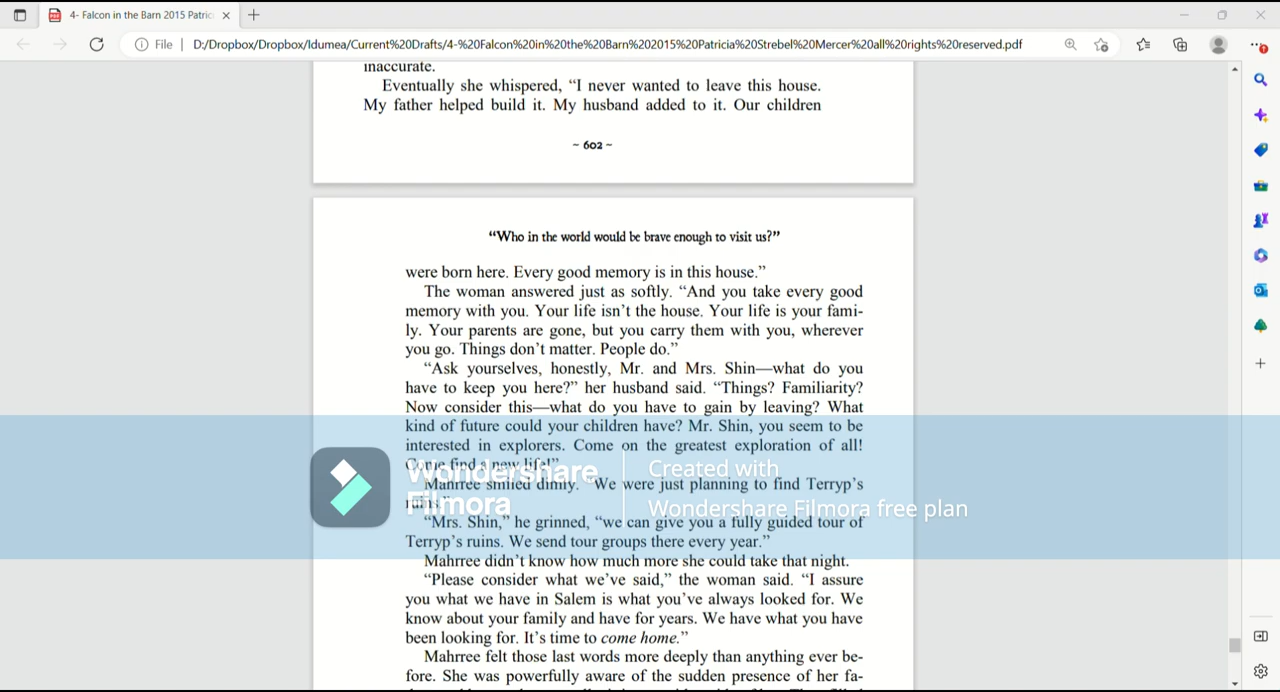 4- Falcon in the Barn 2015 Patric
File
D:/Dropbox/Dropbox/Idumea/Current%20Drafts/4-%20Falcon%20in%20the%20Barn%202015%20Patricia%20Strebel%20Mercer%20all%20rights%20reserved.pdf
inaccurate.
Eventually she whispered, “I never wanted to leave this house.
My father helped build it. My husband added to it. Our children
~ 602 ~
“Who in the world would be brave enough to visit us?”
were born here. Every good memory is in this house.”
The woman answered just as softly. “And you take every good
memory with you. Your life isn’t the house. Your life is your fami-
ly. Your parents are gone, but you carry them with you, wherever
you go. Things don’t matter. People do.”
“Ask yourselves, honestly, Mr. and Mrs. Shin—what do you
have to keep you here?” her husband said. “Things? Familiarity?
Now consider this—what do you have to gain by leaving? What
kind of future could your children have? Mr. Shin, you seem to be
interested in explorers. Come on the greatest exploration of all!
Come find a new life!”
Mahrree smiled dimly. “We were just planning to find Terryp’s
ruins.”
Wondershare
Filmora
Created with
Wondershare Filmora free plan
“Mrs. Shin,” he grinned, “we can give you a fully guided tour of
Terryp’s ruins. We send tour groups there every year.”
Mahrree didn’t know how much more she could take that night.
“Please consider what we’ve said,” the woman said. “I assure
you what we have in Salem is what you’ve always looked for. We
know about your family and have for years. We have what you have
been looking for. It’s time to come home.”
Mahrree felt those last words more deeply than anything ever be-
fore. She was powerfully aware of the sudden presence of her fa-